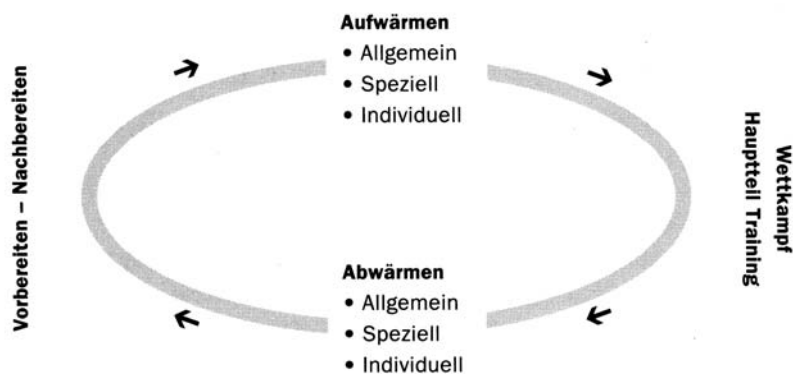 Aufwärmen
• Allgemein
• Speziell
• Individuell
Vorbereiten – Nachbereiten
Wettkampf
Hauptteil Training
Abwärmen
• Allgemein
• Speziell
• Individuell